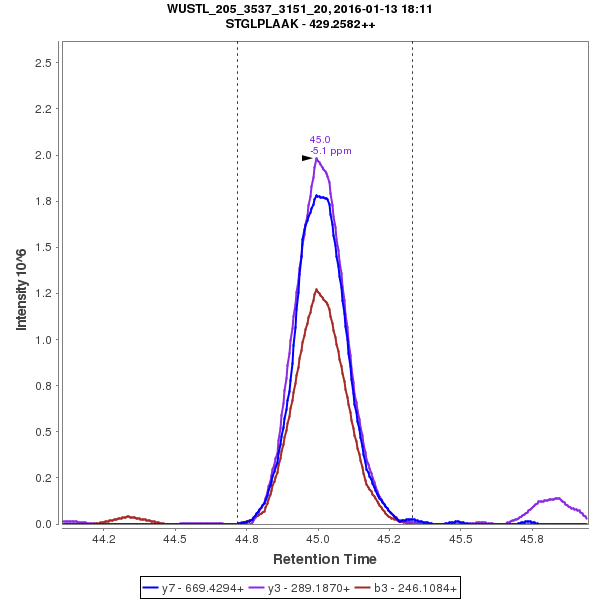 WUSTL_205_3537_3151_20, 2016-01-13 18:11
STGLPLAAK - 429.2582++
45.0
-5.1 ppm
2.5
2.2
2.0
1.8
1.5
1.2
1.0
0.8
0.5
0.2
0.0
Intensity 10^6
44.2 44.5 44.8 45.0 45.2 45.5 45.8
Retention Time
y7 - 669.4294+ y3 - 289.1870+ b3 - 246.1084+